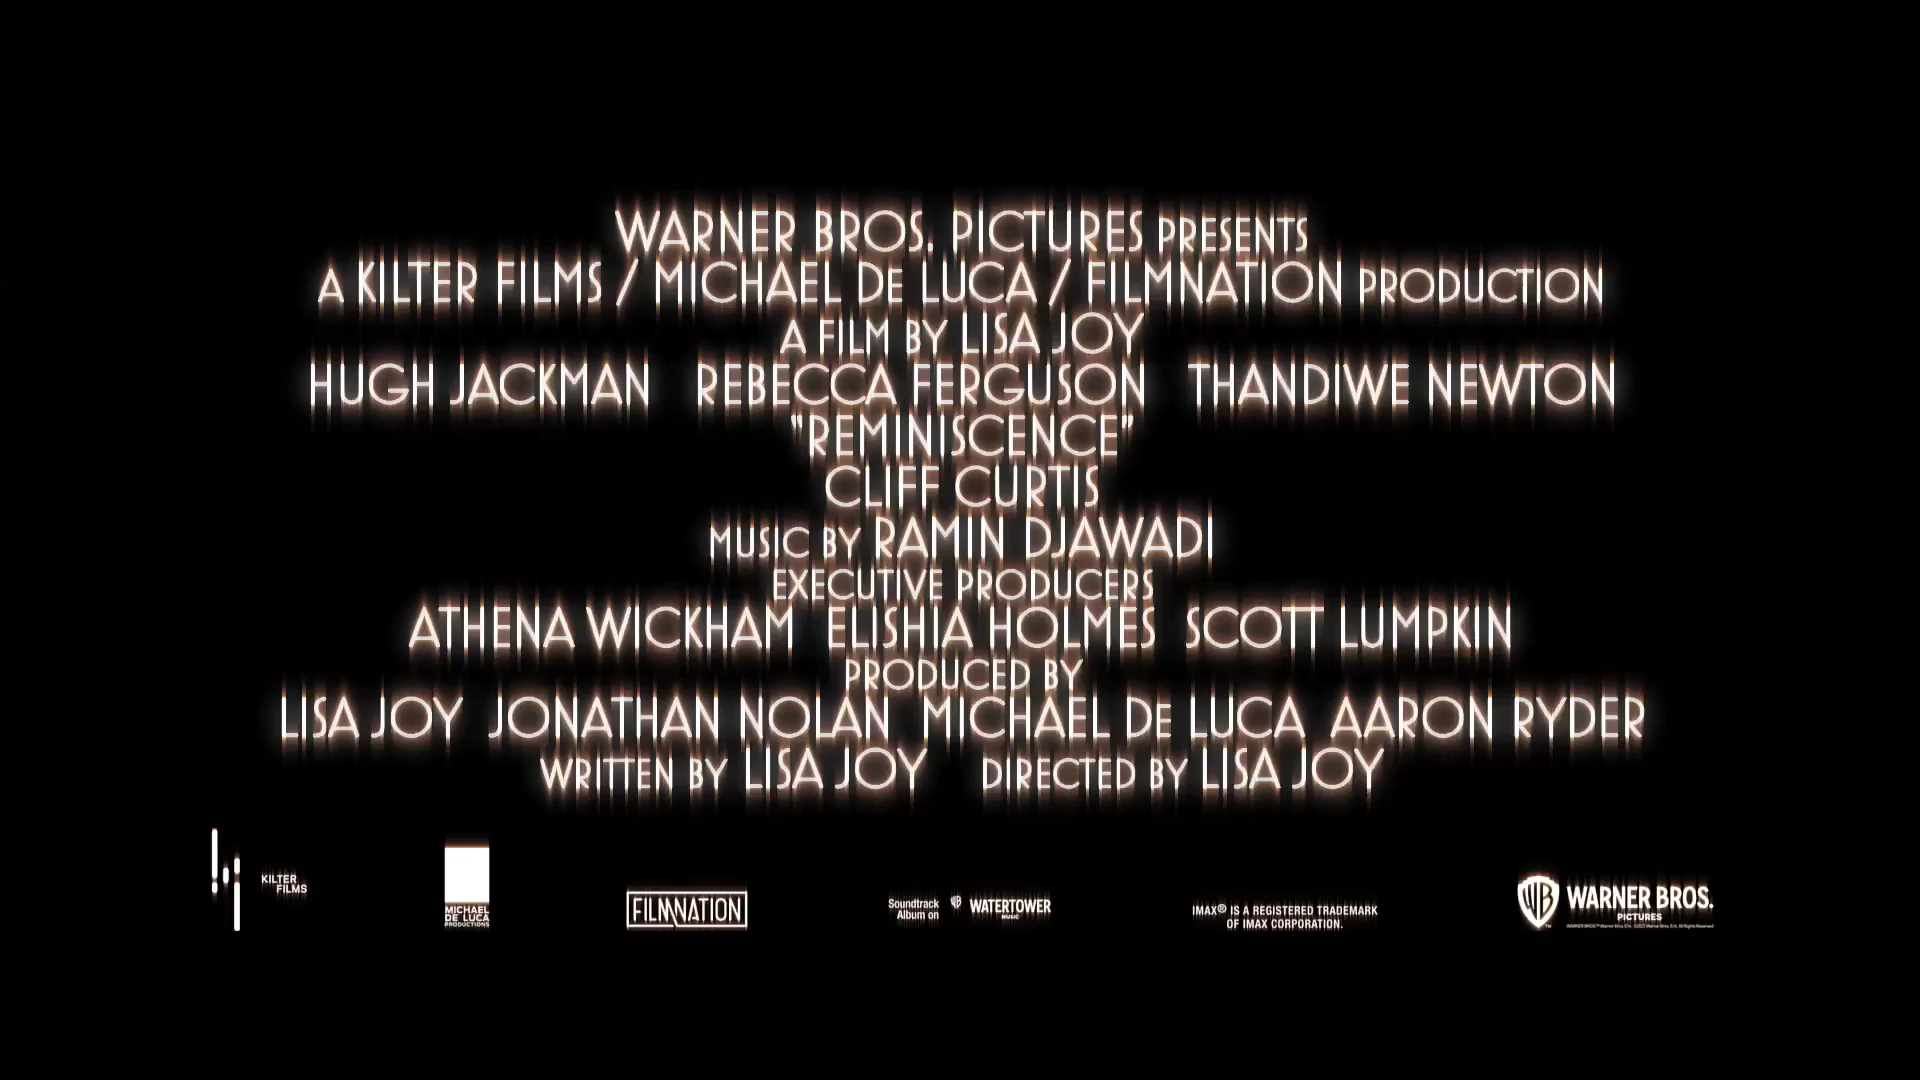 WARNER BROS. PICTURES PRESENTS
A KILTER FILMS / MICHAEL DE LUCA / FILMNATION PRODUCTION
A FILM BY LISA JOY
HUGH JACKMAN REBECCA FERGUSON THANDIWE NEWTON
"REMINISCENCE"
CLIFF CURTIS
MUSIC BY RAMIN DJAWADI
EXECUTIVE PRODUCERS
ATHENA WICKHAM ELISHIA HOLMES SCOTT LUMPKIN
PRODUCED BY
LISA JOY JONATHAN NOLAN MICHAEL DE LUCA AARON RYDER
WRITTEN BY LISA JOY DIRECTED BY LISA JOY
KILTER
FILMS
MICHAEL
DE LUCA
PRODUCTIONS
FILMNATION
Soundtrack
Album on
WB WATERTOWER
MUSIC
IMAX® IS A REGISTERED TRADEMARK
OF IMAX CORPORATION.
WB WARNER BROS.
PICTURES